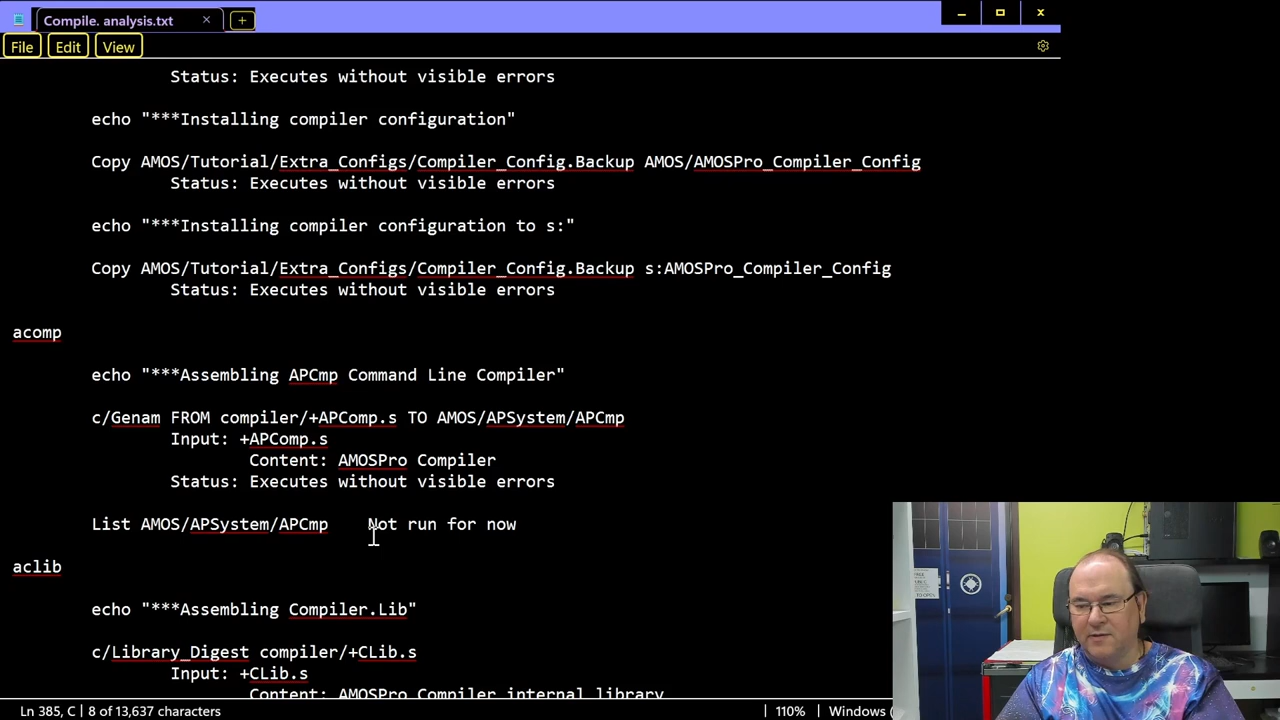 Compile. analysis.txt
File Edit View
Status: Executes without visible errors
echo "***Installing compiler configuration"
Copy AMOS/Tutorial/Extra_Configs/Compiler_Config.Backup AMOS/AMOSPro_Compiler_Config
Status: Executes without visible errors
echo "***Installing compiler configuration to s:"
Copy AMOS/Tutorial/Extra_Configs/Compiler_Config.Backup s:AMOSPro_Compiler_Config
Status: Executes without visible errors
acomp
echo "***Assembling APCmp Command Line Compiler"
c/Genam FROM compiler/+APComp.s TO AMOS/APSystem/APCmp
Input: +APComp.s
Content: AMOSPro Compiler
Status: Executes without visible errors
List AMOS/APSystem/APCmp Not run for now
aclib
echo "***Assembling Compiler.Lib"
c/Library_Digest compiler/+CLib.s
Input: +CLib.s
Content: AMOSPro Compiler internal library
Ln 385, C 8 of 13,637 characters 110% Windows (